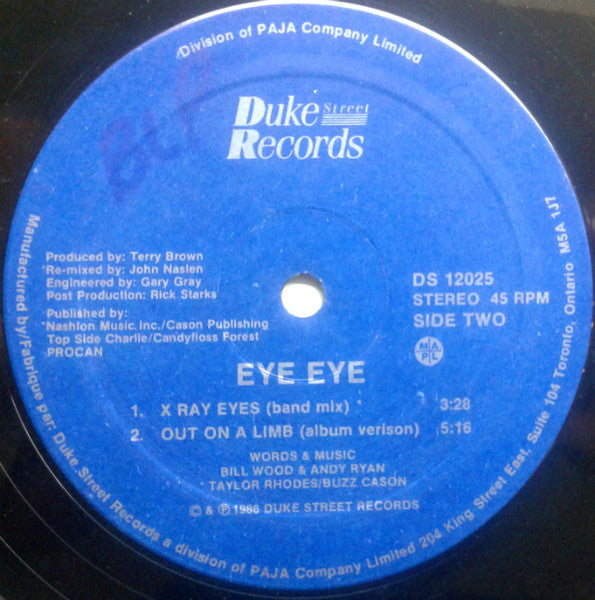 Division of PAJA Company Limited
Duke Street
Records
Produced by: Terry Brown
*Re-mixed by: John Naslen
Engineered by: Gary Gray
Post Production: Rick Starks
Published by:
*Nashlon Music Inc./Cason Publishing
Top Side Charlie/Candyfloss Forest
PROCAN
DS 12025
STEREO 45 RPM
SIDE TWO
MAPL
EYE EYE
1. X RAY EYES (band mix) * 3:28
2. OUT ON A LIMB (album verison) 5:16
WORDS & MUSIC
BILL WOOD & ANDY RYAN
*TAYLOR RHODES/BUZZ CASON
© & ℗ 1986 DUKE STREET RECORDS
Manufactured by/Fabrique par: Duke Street Records a division of PAJA Company Limited 204 King Street East, Suite 104 Toronto, Ontario M5A 1J7